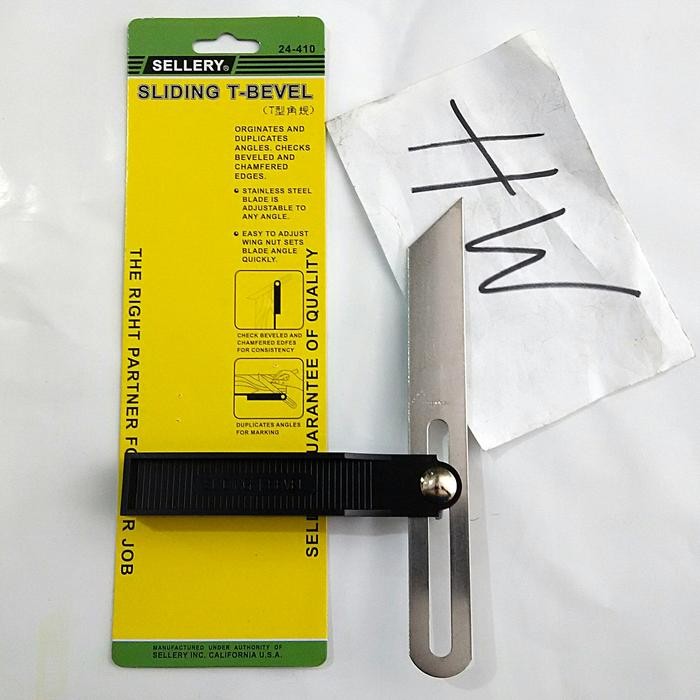 24-410
SELLERY®
SLIDING T-BEVEL
(T型角規)
ORGINATES AND
DUPLICATES
ANGLES. CHECKS
BEVELED AND
CHAMFERED
EDGES.
STAINLESS STEEL
BLADE IS
ADJUSTABLE TO
ANY ANGLE.
EASY TO ADJUST
WING NUT SETS
BLADE ANGLE
QUICKLY.
CHECK BEVELED AND
CHAMFERED EDFES
FOR CONSISTENCY
DUPLICATES ANGLES
FOR MARKING
THE RIGHT PARTNER FO
R JOB
SELL
UARANTEE OF QUALITY
MANUFACTURED UNDER AUTHORITY OF
SELLERY INC. CALIFORNIA U.S.A.
HW